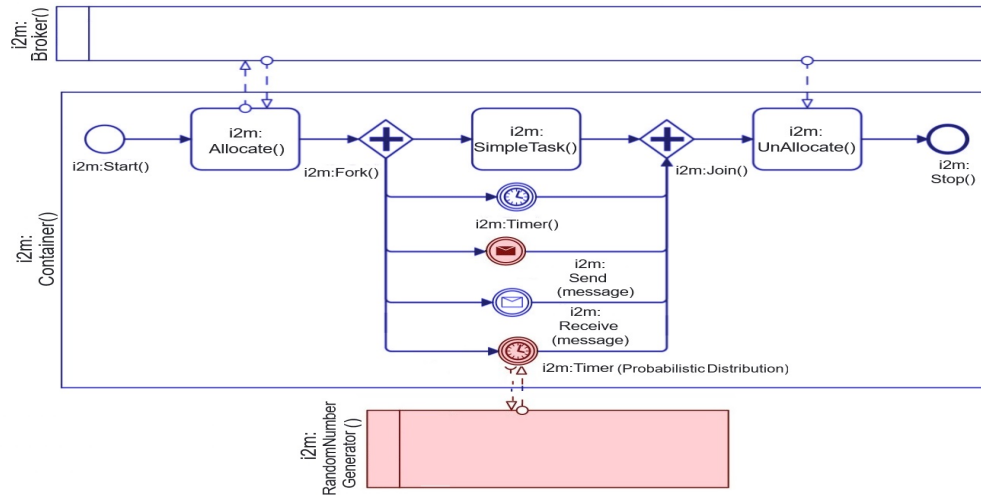 i2m:
Broker()
i2m:
Container()
i2m:Start()
i2m:
Allocate()
i2m:Fork()
i2m:
SimpleTask()
i2m:Join()
i2m:
UnAllocate()
i2m:
Stop()
i2m:Timer()
i2m:
Send
(message)
i2m:
Receive
(message)
i2m:Timer (Probabilistic Distribution)
i2m:
RandomNumber
Generator()